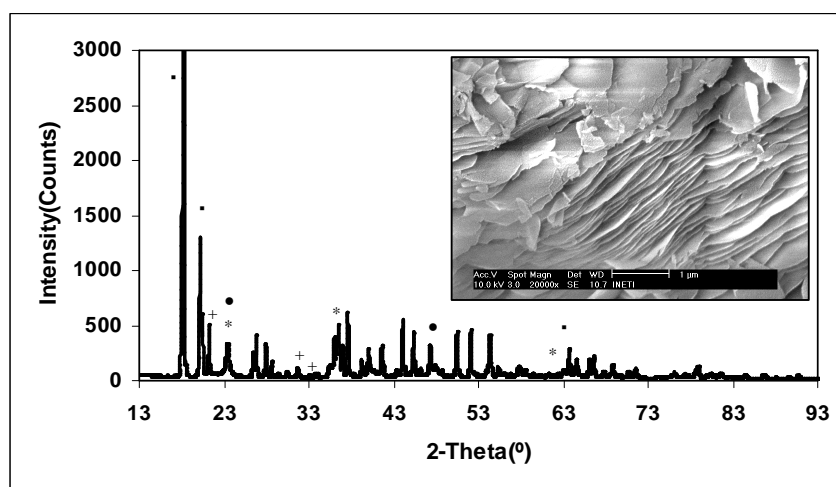 3000
2500
2000
1500
1000
500
0
Intensity(Counts)
13 23 33 43 53 63 73 83 93
2-Theta(º)
Acc.V Spot Magn Det WD 1 µm
10.0 kV 3.0 20000x SE 10.7 INETI